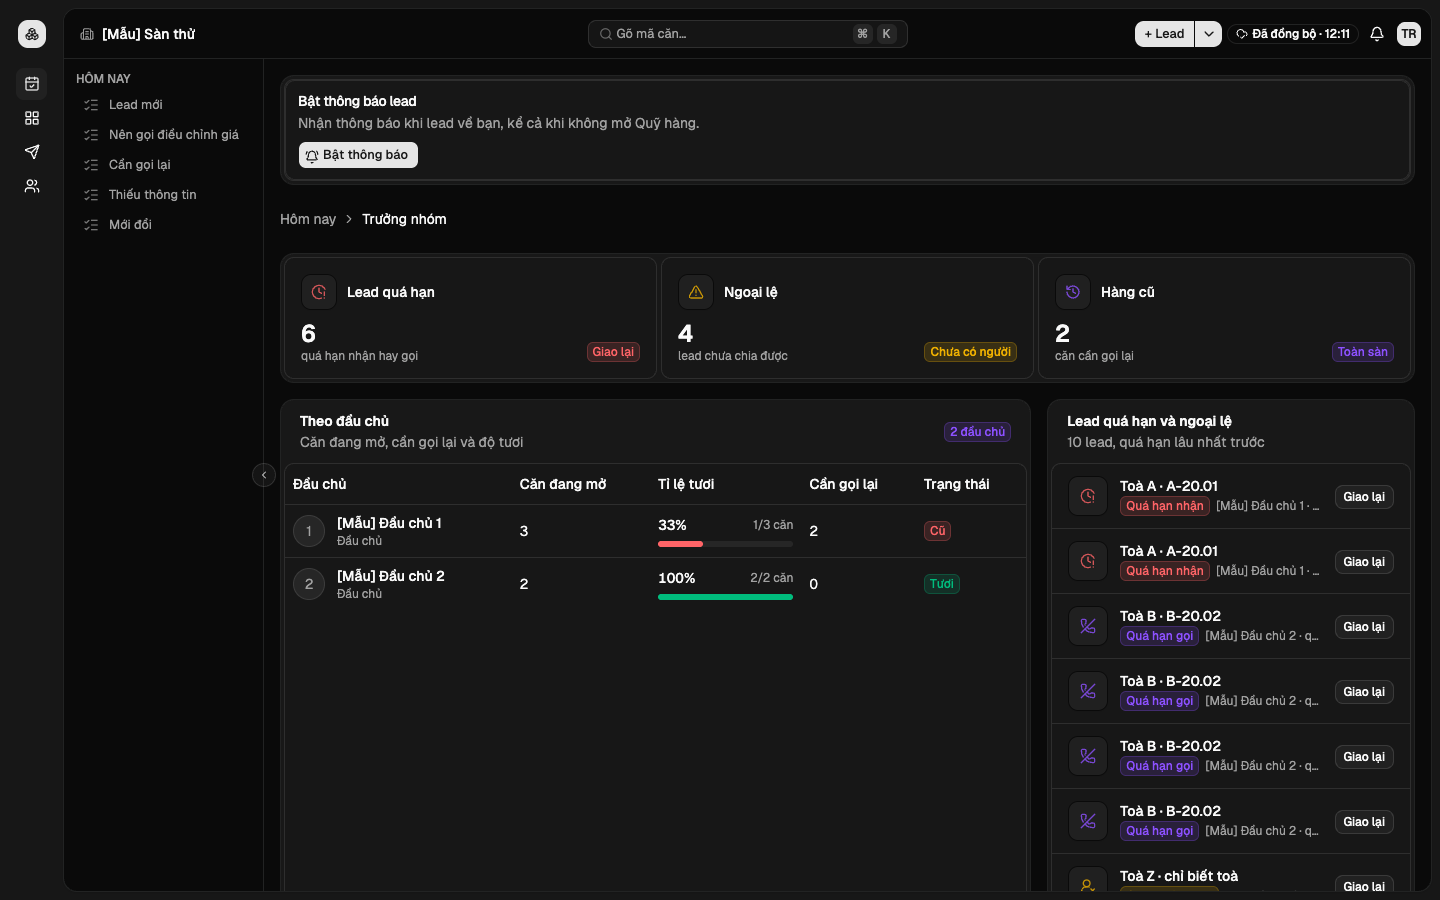 [Mẫu] Sàn thử
Gõ mã căn...
⌘ K
+ Lead
Đã đồng bộ · 12:11
TR
HÔM NAY
Lead mới
Nên gọi điều chỉnh giá
Cần gọi lại
Thiếu thông tin
Mới đổi
Bật thông báo lead
Nhận thông báo khi lead về bạn, kể cả khi không mở Quỹ hàng.
Bật thông báo
Hôm nay > Trưởng nhóm
Lead quá hạn
6
quá hạn nhận hay gọi
Giao lại
Ngoại lệ
4
lead chưa chia được
Chưa có người
Hàng cũ
2
căn cần gọi lại
Toàn sàn
Theo đầu chủ
Căn đang mở, cần gọi lại và độ tươi
2 đầu chủ
Đầu chủ Căn đang mở Tỉ lệ tươi Cần gọi lại Trạng thái
1 [Mẫu] Đầu chủ 1 3 33% 1/3 căn 2 Cũ
Đầu chủ
2 [Mẫu] Đầu chủ 2 2 100% 2/2 căn 0 Tươi
Đầu chủ
Lead quá hạn và ngoại lệ
10 lead, quá hạn lâu nhất trước
Toà A · A-20.01
Quá hạn nhận [Mẫu] Đầu chủ 1 · ...
Giao lại
Toà A · A-20.01
Quá hạn nhận [Mẫu] Đầu chủ 1 · ...
Giao lại
Toà B · B-20.02
Quá hạn gọi [Mẫu] Đầu chủ 2 · q...
Giao lại
Toà B · B-20.02
Quá hạn gọi [Mẫu] Đầu chủ 2 · q...
Giao lại
Toà B · B-20.02
Quá hạn gọi [Mẫu] Đầu chủ 2 · q...
Giao lại
Toà B · B-20.02
Quá hạn gọi [Mẫu] Đầu chủ 2 · q...
Giao lại
Toà Z · chỉ biết toà
Giao lại